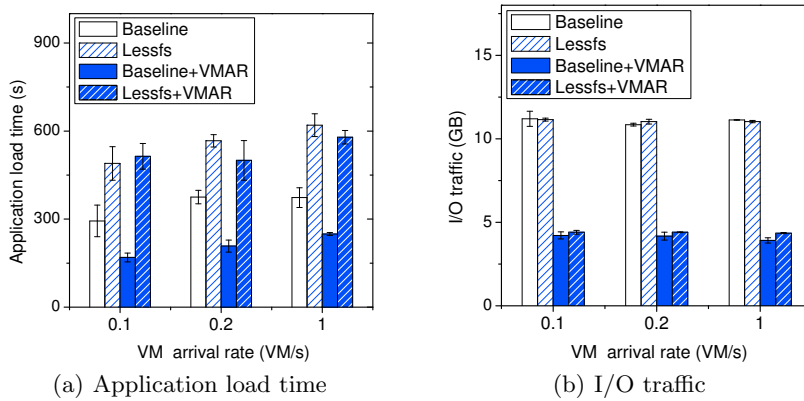 Baseline
Lessfs
Baseline+VMAR
Lessfs+VMAR
900
600
300
0
Application load time (s)
0.1 0.2 1
VM arrival rate (VM/s)
(a) Application load time
Baseline
Lessfs
Baseline+VMAR
Lessfs+VMAR
15
10
5
0
I/O traffic (GB)
0.1 0.2 1
VM arrival rate (VM/s)
(b) I/O traffic